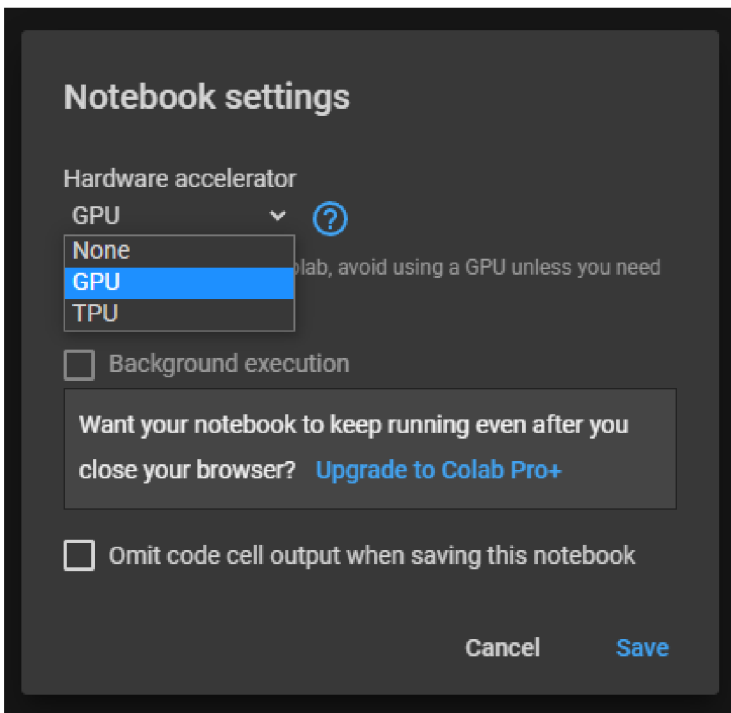 Notebook settings
Hardware accelerator
GPU
None
GPU
TPU
avoid using a GPU unless you need
Background execution
Want your notebook to keep running even after you
close your browser? Upgrade to Colab Pro+
Omit code cell output when saving this notebook
Cancel Save